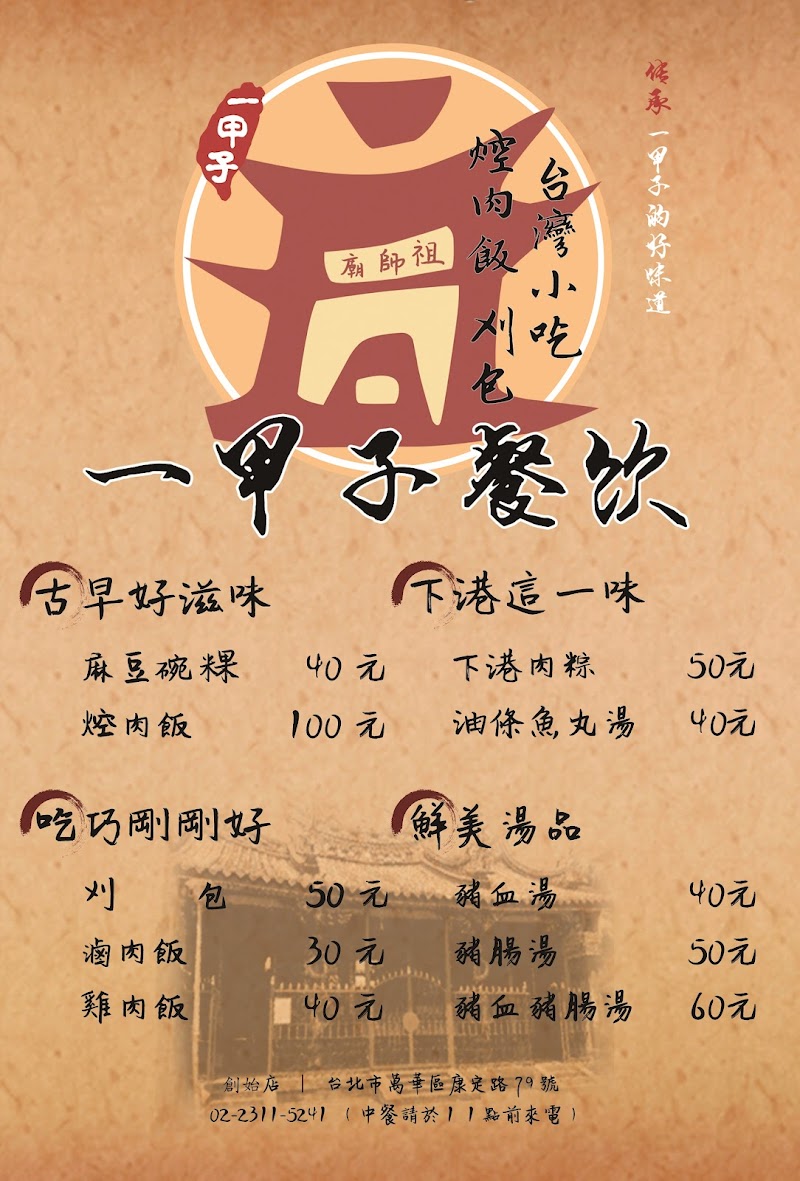 傳承一甲子的好味道
一甲子
台灣小吃
焢肉飯 刈包
廟師祖
一甲子餐飲
古早好滋味
麻豆碗粿 40元
焢肉飯 100元
下港這一味
下港肉粽 50元
油條魚丸湯 40元
吃巧剛剛好
刈包 50元
滷肉飯 30元
雞肉飯 40元
鮮美湯品
豬血湯 40元
豬腸湯 50元
豬血豬腸湯 60元
創始店 | 台北市萬華區康定路79號
02-2311-5241 (中餐請於11點前來電)